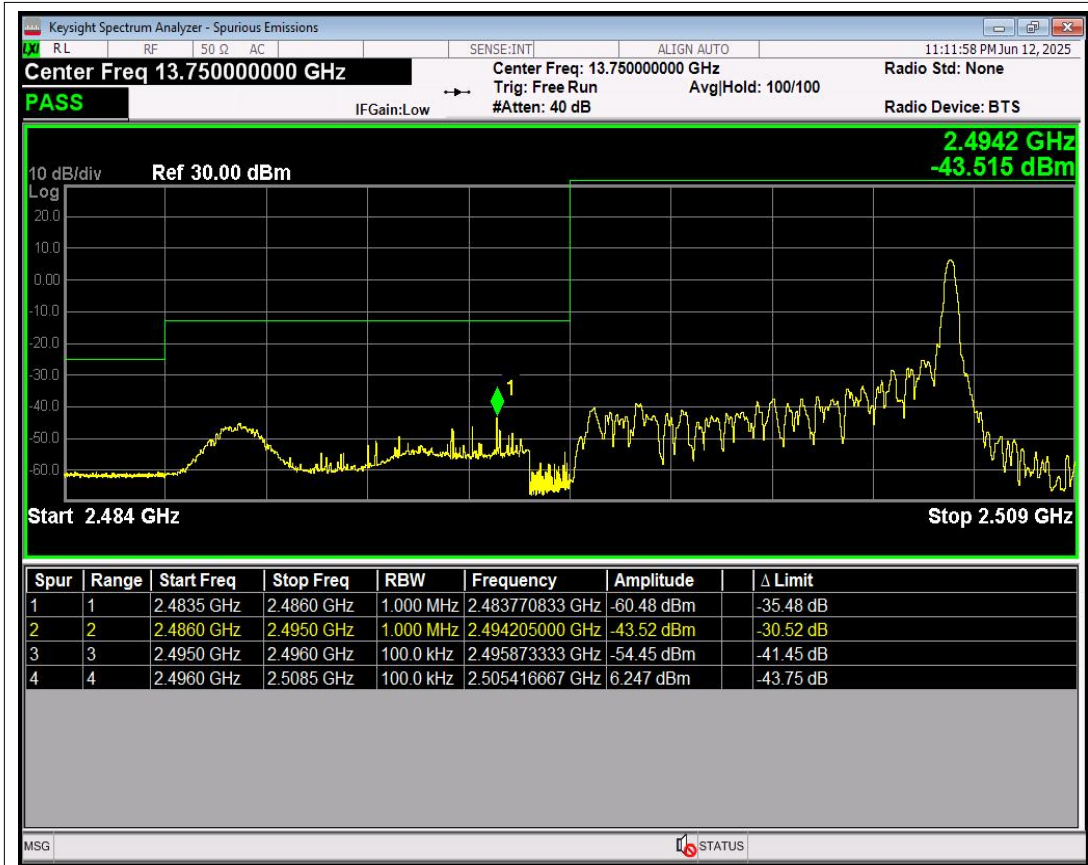 Keysight Spectrum Analyzer - Spurious Emissions
LXI RL RF 50 Ω AC SENSE:INT ALIGN AUTO 11:11:58 PM Jun 12, 2025
Center Freq 13.750000000 GHz Center Freq: 13.750000000 GHz Radio Std: None
Trig: Free Run Avg|Hold: 100/100
PASS IFGain:Low #Atten: 40 dB Radio Device: BTS
2.4942 GHz
10 dB/div Ref 30.00 dBm -43.515 dBm
Log
20.0
10.0
0.00
-10.0
-20.0
-30.0
1
-40.0
-50.0
-60.0
Start 2.484 GHz Stop 2.509 GHz
Spur Range Start Freq Stop Freq RBW Frequency Amplitude Δ Limit
1 1 2.4835 GHz 2.4860 GHz 1.000 MHz 2.483770833 GHz -60.48 dBm -35.48 dB
2 2 2.4860 GHz 2.4950 GHz 1.000 MHz 2.494205000 GHz -43.52 dBm -30.52 dB
3 3 2.4950 GHz 2.4960 GHz 100.0 kHz 2.495873333 GHz -54.45 dBm -41.45 dB
4 4 2.4960 GHz 2.5085 GHz 100.0 kHz 2.505416667 GHz 6.247 dBm -43.75 dB
MSG STATUS